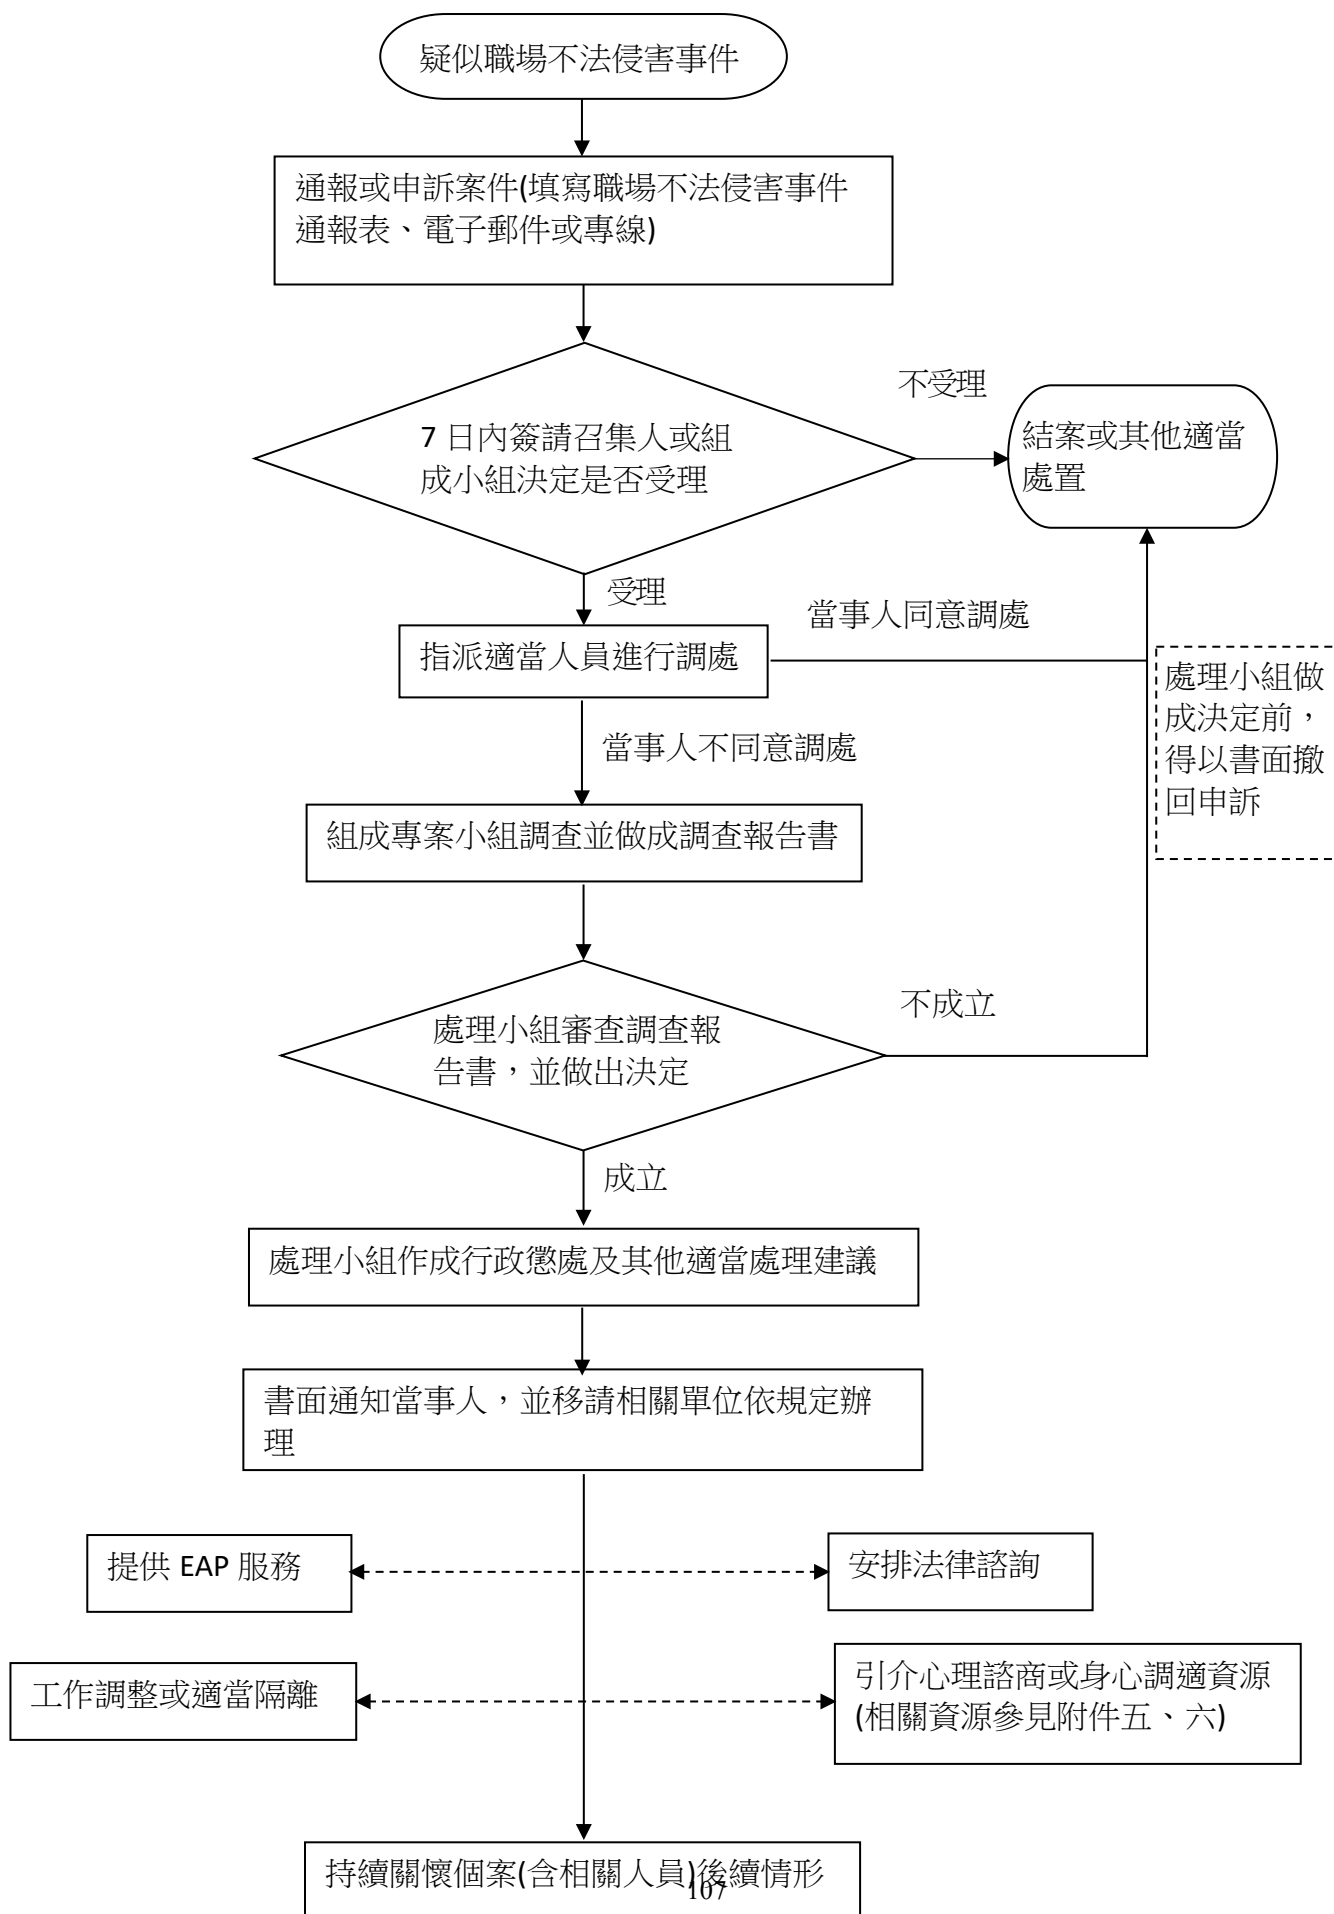 疑似職場不法侵害事件
通報或申訴案件(填寫職場不法侵害事件
通報表、電子郵件或專線)
不受理
7 日內簽請召集人或組
成小組決定是否受理
結案或其他適當
處置
受理
當事人同意調處
指派適當人員進行調處
處理小組做
成決定前，
得以書面撤
回申訴
當事人不同意調處
組成專案小組調查並做成調查報告書
不成立
處理小組審查調查報
告書，並做出決定
成立
處理小組作成行政懲處及其他適當處理建議
書面通知當事人，並移請相關單位依規定辦
理
提供 EAP 服務
安排法律諮詢
工作調整或適當隔離
引介心理諮商或身心調適資源
(相關資源參見附件五、六)
持續關懷個案(含相關人員)後續情形
107